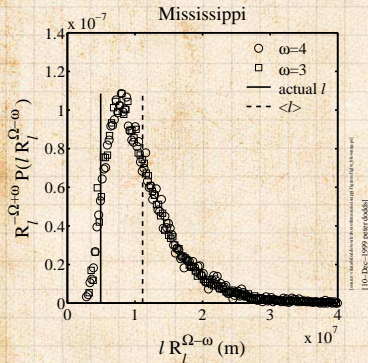 Mississippi
1.4 x 10⁻⁷
1.2
1
0.8
0.6
0.4
0.2
0
R_l^{-Ω+ω} P(l R_l^{Ω-ω})
ω=4
ω=3
actual l
<l>
0 1 2 3 4
x 10⁷
l R_l^{Ω-ω} (m)
[10-Dec-1999 peter dodds]